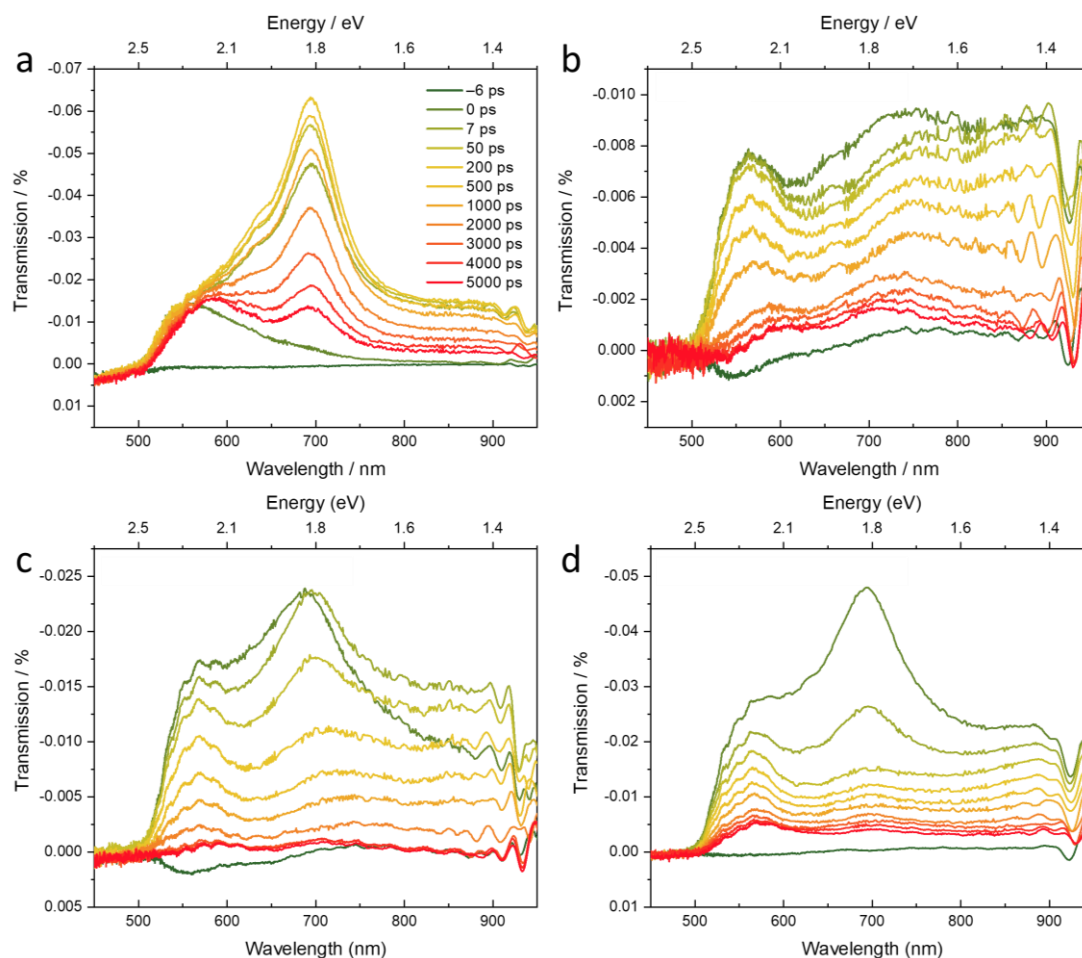 a
Energy / eV
2.5 2.1 1.8 1.6 1.4
-0.07
-0.06
-0.05
-0.04
-0.03
-0.02
-0.01
0.00
0.01
Transmission / %
–6 ps
0 ps
7 ps
50 ps
200 ps
500 ps
1000 ps
2000 ps
3000 ps
4000 ps
5000 ps
500 600 700 800 900
Wavelength / nm
b
Energy / eV
2.5 2.1 1.8 1.6 1.4
-0.010
-0.008
-0.006
-0.004
-0.002
0.000
0.002
Transmission / %
500 600 700 800 900
Wavelength / nm
c
Energy (eV)
2.5 2.1 1.8 1.6 1.4
-0.025
-0.020
-0.015
-0.010
-0.005
0.000
0.005
Transmission / %
500 600 700 800 900
Wavelength (nm)
d
Energy (eV)
2.5 2.1 1.8 1.6 1.4
-0.05
-0.03
-0.02
-0.01
0.00
0.01
Transmission / %
500 600 700 800 900
Wavelength (nm)